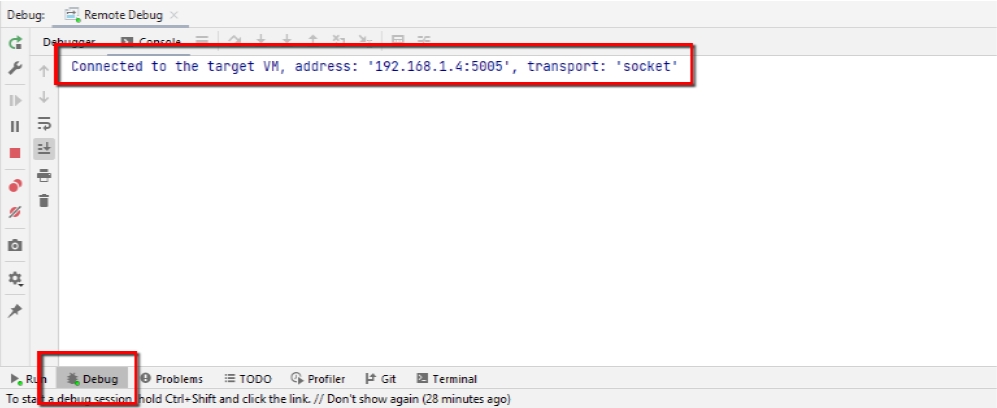 Debug: Remote Debug
Debugger Console
Connected to the target VM, address: '192.168.1.4:5005', transport: 'socket'
Run Debug Problems TODO Profiler Git Terminal
To start a debug session, hold Ctrl+Shift and click the link. // Don't show again (28 minutes ago)